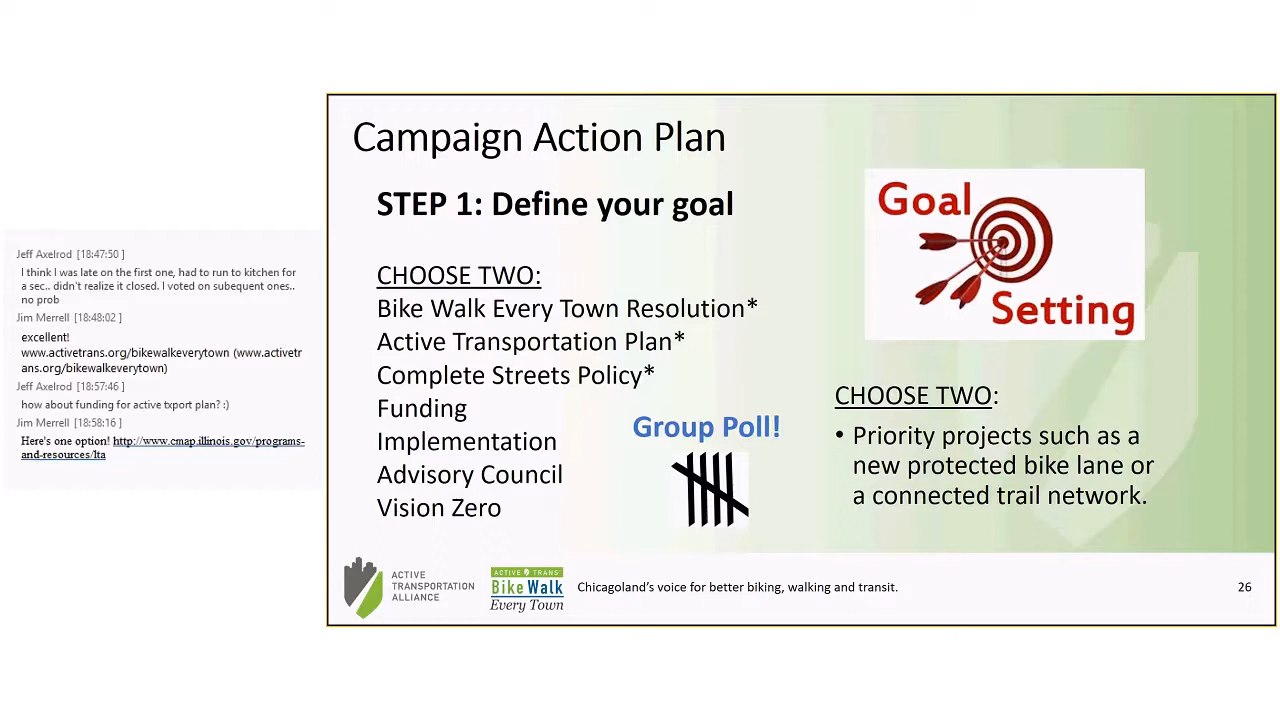 Jeff Axelrod [18:47:50 ]
I think I was late on the first one, had to run to kitchen for
a sec.. didn't realize it closed. I voted on subequent ones..
no prob
Jim Merrell [18:48:02 ]
excellent!
www.activetrans.org/bikewalkeverytown (www.activetr
ans.org/bikewalkeverytown)
Jeff Axelrod [18:57:46 ]
how about funding for active txport plan? :)
Jim Merrell [18:58:16 ]
Here's one option! http://www.cmap.illinois.gov/programs-
and-resources/lta
Campaign Action Plan
STEP 1: Define your goal
CHOOSE TWO:
Bike Walk Every Town Resolution*
Active Transportation Plan*
Complete Streets Policy*
Funding
Implementation
Advisory Council
Vision Zero
Group Poll!
Goal
Setting
CHOOSE TWO:
• Priority projects such as a
new protected bike lane or
a connected trail network.
ACTIVE
TRANSPORTATION
ALLIANCE
ACTIVE TRANS
Bike Walk
Every Town
Chicagoland's voice for better biking, walking and transit.
26